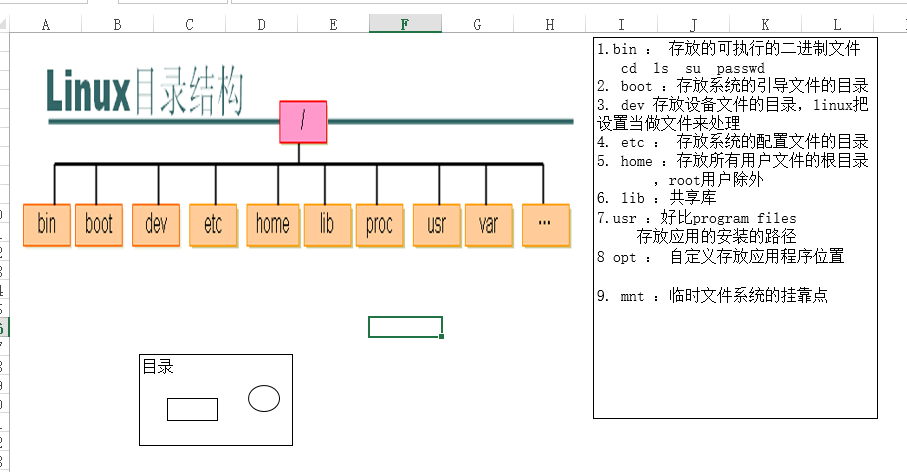 A B C D E F G H I J K L
Linux目录结构
/
bin boot dev etc home lib proc usr var ...
1.bin ： 存放的可执行的二进制文件
cd ls su passwd
2. boot ：存放系统的引导文件的目录
3. dev 存放设备文件的目录，linux把
设置当做文件来处理
4. etc ： 存放系统的配置文件的目录
5. home ：存放所有用户文件的根目录
，root用户除外
6. lib ：共享库
7.usr ：好比program files
存放应用的安装的路径
8 opt ： 自定义存放应用程序位置
9. mnt ：临时文件系统的挂靠点
目录